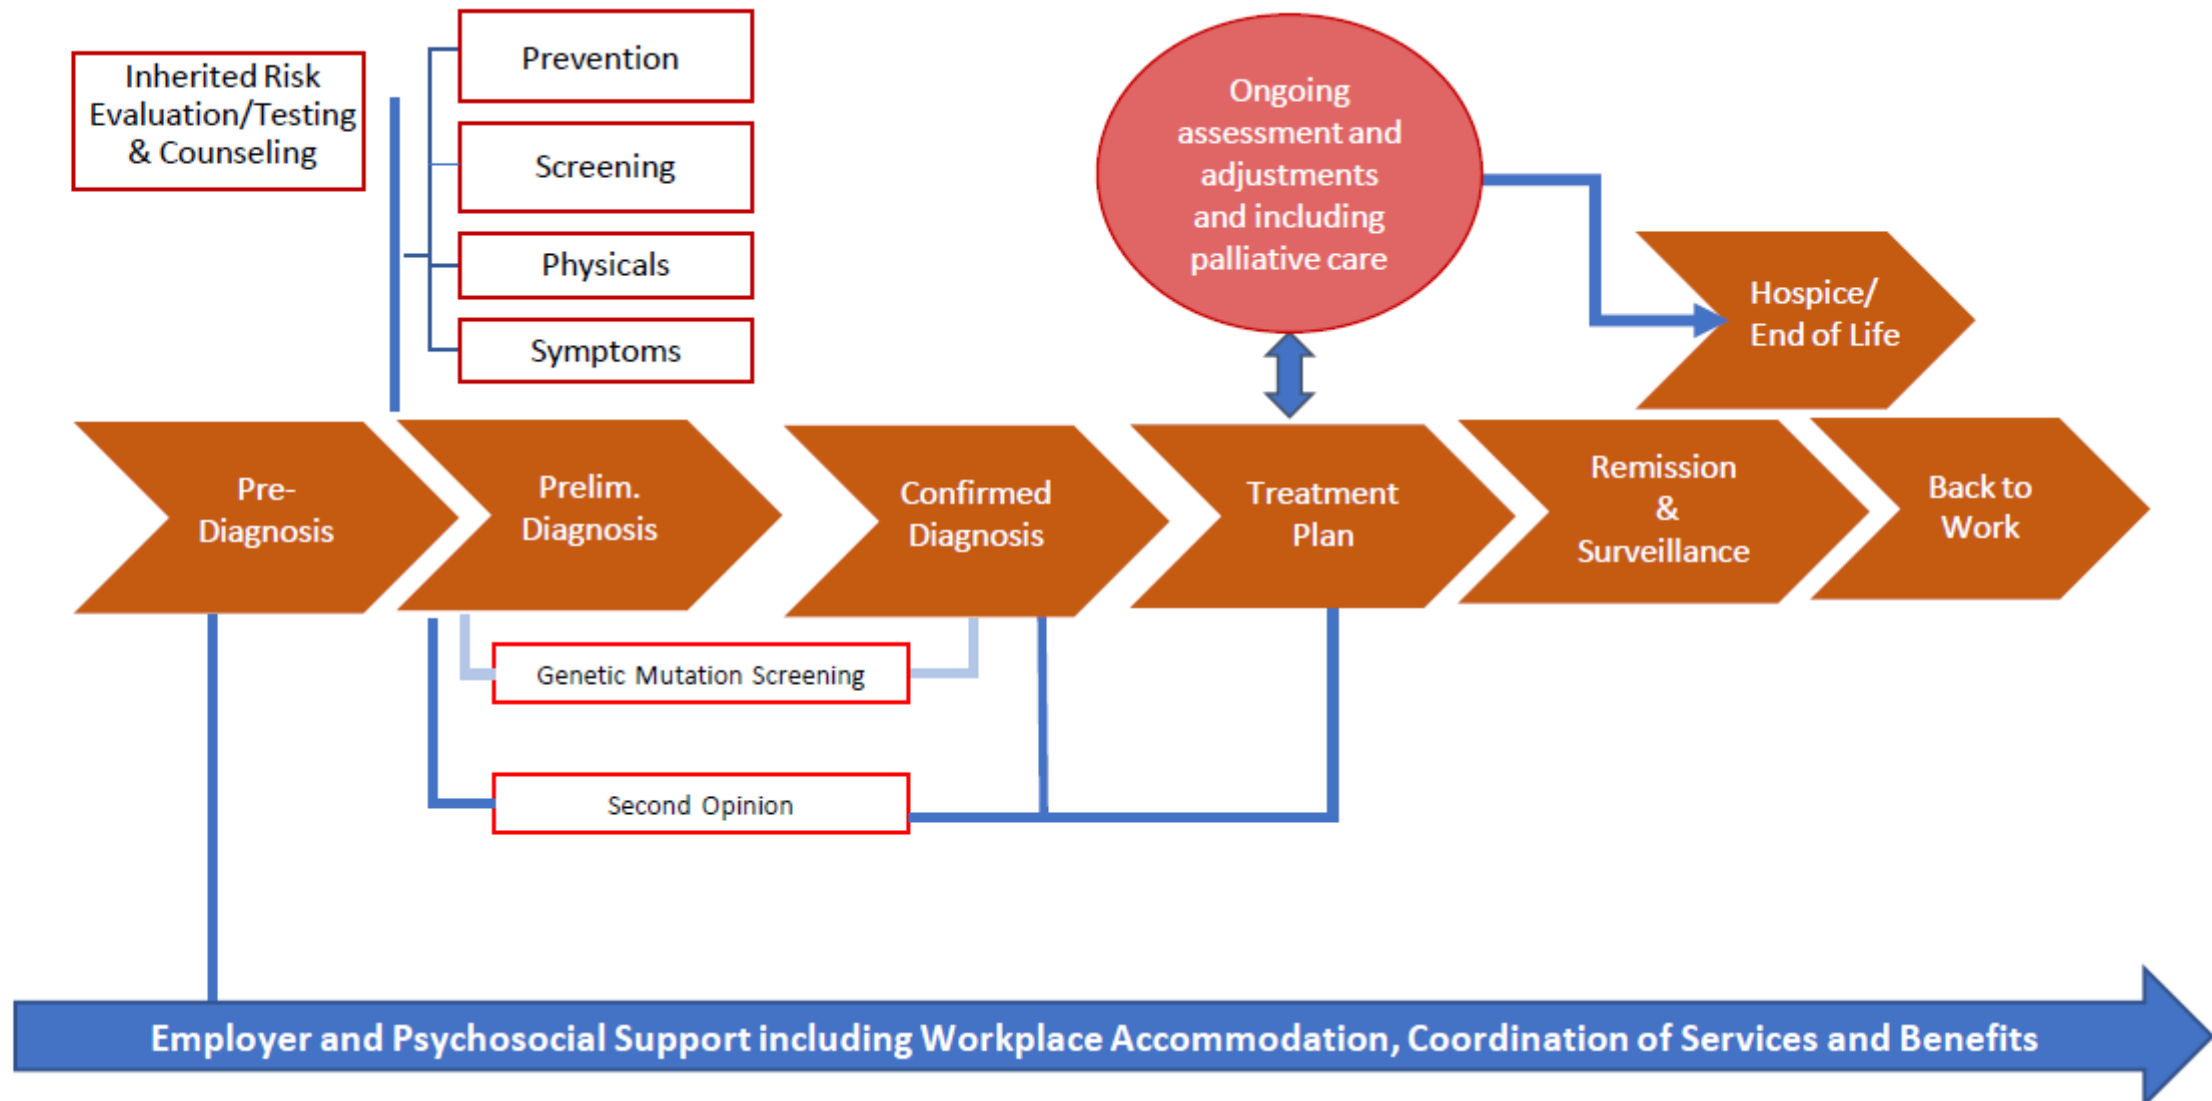 Inherited Risk
Evaluation/Testing
& Counseling
Prevention
Screening
Physicals
Symptoms
Ongoing
assessment and
adjustments
and including
palliative care
Hospice/
End of Life
Pre-
Diagnosis
Prelim.
Diagnosis
Confirmed
Diagnosis
Treatment
Plan
Remission
&
Surveillance
Back to
Work
Genetic Mutation Screening
Second Opinion
Employer and Psychosocial Support including Workplace Accommodation, Coordination of Services and Benefits